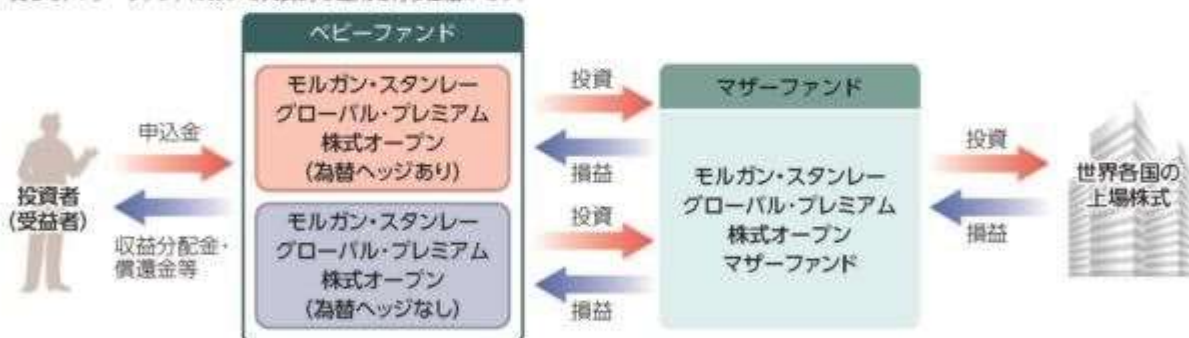 ベビーファンド
モルガン・スタンレー
グローバル・プレミアム
株式オープン
(為替ヘッジあり)
モルガン・スタンレー
グローバル・プレミアム
株式オープン
(為替ヘッジなし)
投資者
(受益者)
申込金
収益分配金・
償還金等
投資
損益
投資
損益
マザーファンド
モルガン・スタンレー
グローバル・プレミアム
株式オープン
マザーファンド
投資
損益
世界各国の
上場株式